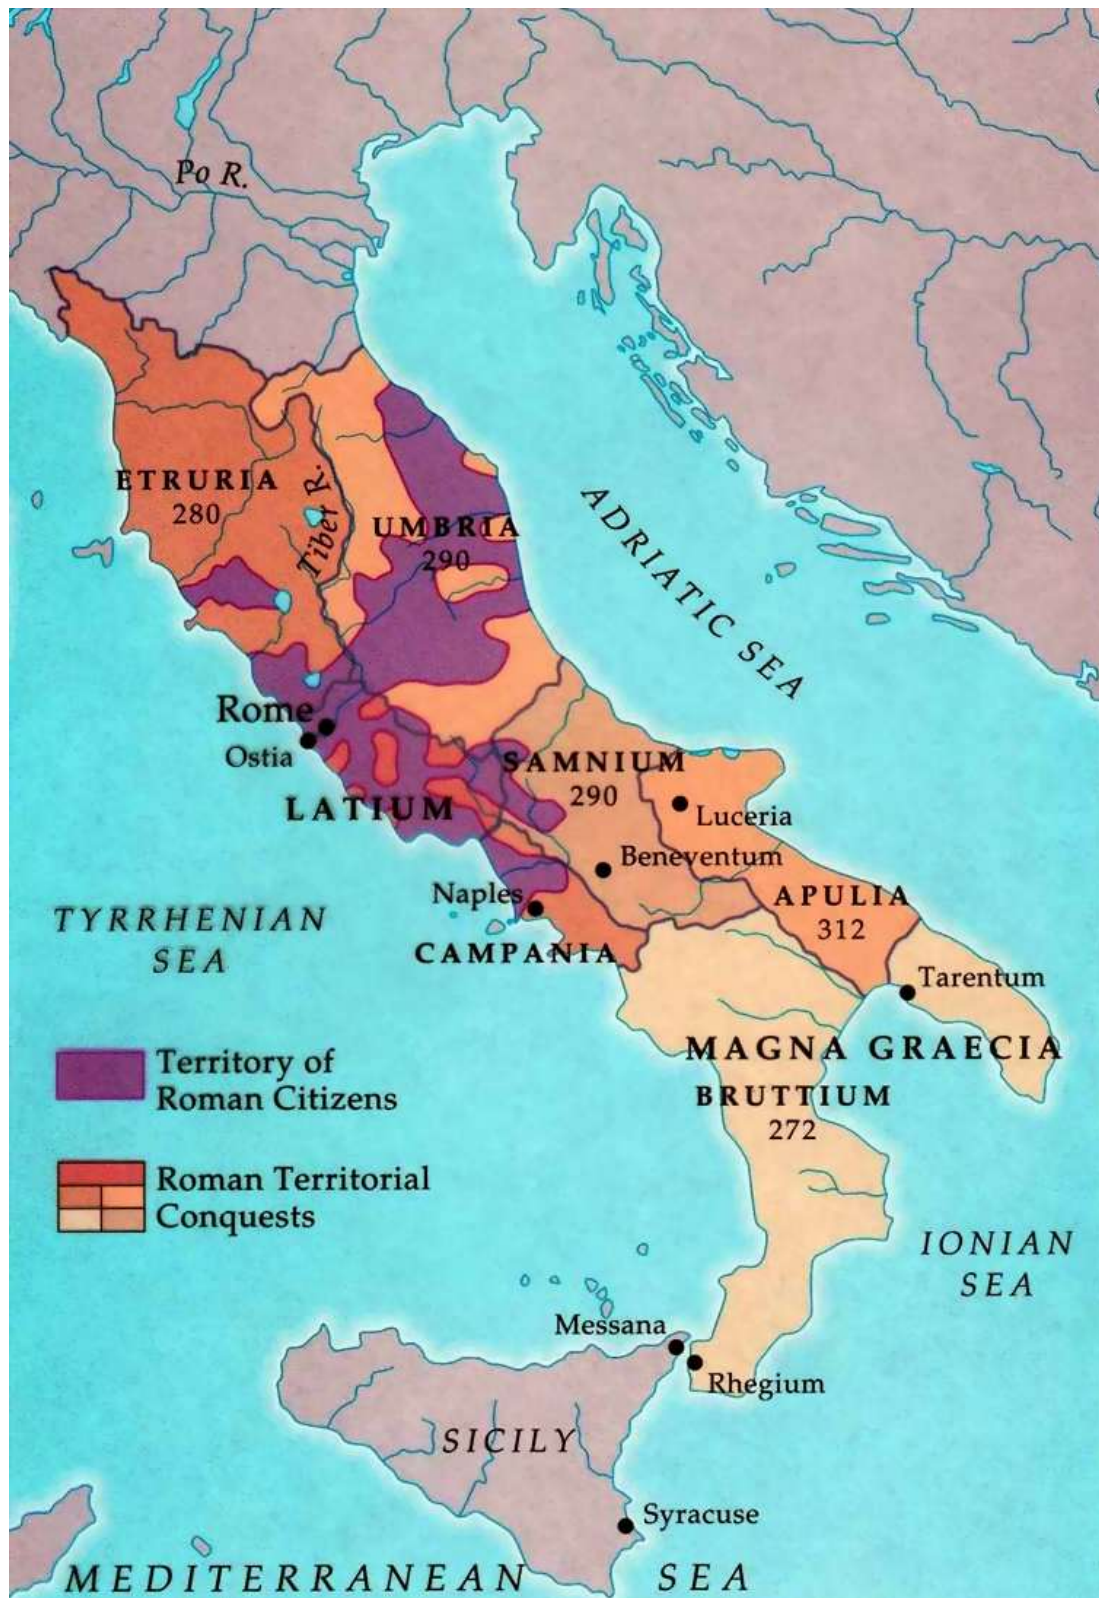 Po R.
ETRURIA
280
Tiber R.
UMBRIA
290
ADRIATIC SEA
Rome
Ostia
LATIUM
SAMNIUM
290
Luceria
Beneventum
Naples
APULIA
312
CAMPANIA
TYRRHENIAN
SEA
Tarentum
MAGNA GRAECIA
BRUTTIUM
272
Territory of
Roman Citizens
Roman Territorial
Conquests
IONIAN
SEA
Messana
Rhegium
SICILY
Syracuse
MEDITERRANEAN SEA